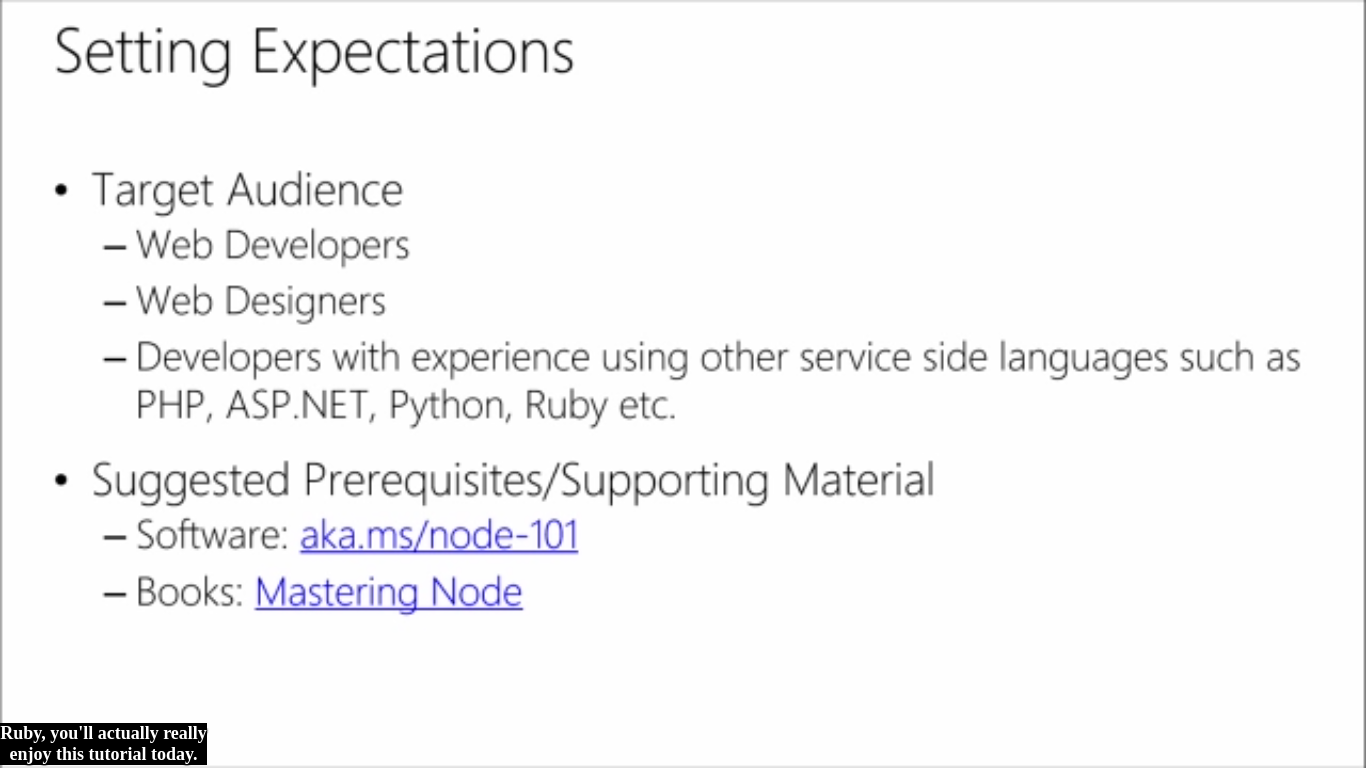 Setting Expectations
• Target Audience
– Web Developers
– Web Designers
– Developers with experience using other service side languages such as
PHP, ASP.NET, Python, Ruby etc.
• Suggested Prerequisites/Supporting Material
– Software: aka.ms/node-101
– Books: Mastering Node
Ruby, you'll actually really
enjoy this tutorial today.